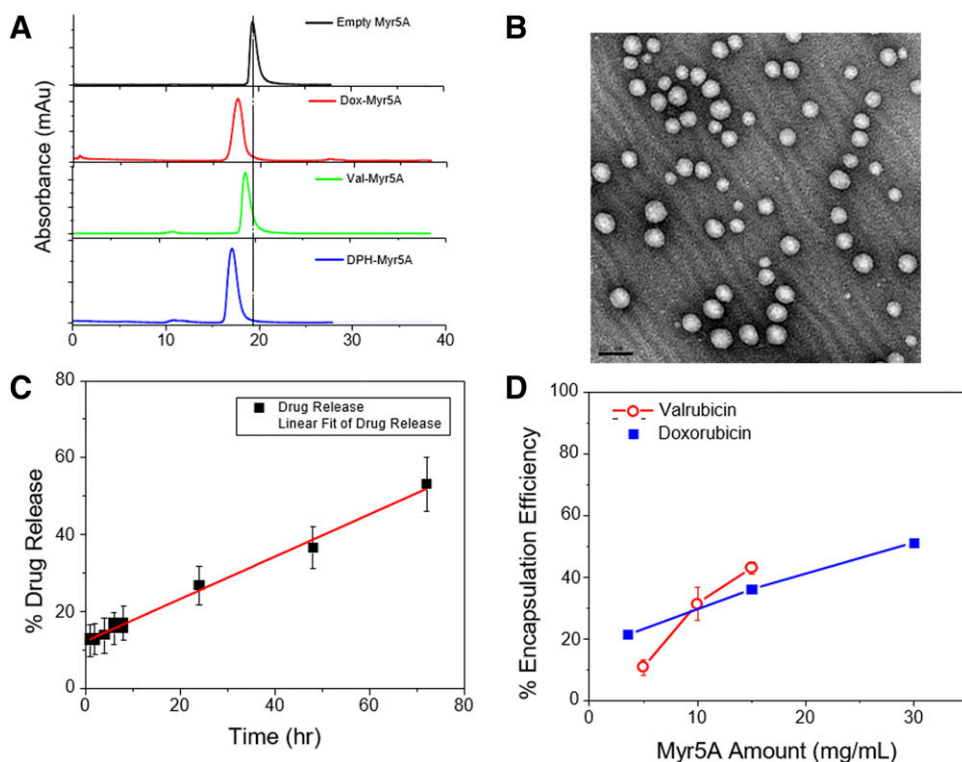 A
Absorbance (mAu)
Empty Myr5A
Dox-Myr5A
Val-Myr5A
DPH-Myr5A
0 10 20 30 40
B
C
% Drug Release
80
60
40
20
0
Drug Release
Linear Fit of Drug Release
0 20 40 60 80
Time (hr)
D
% Encapsulation Efficiency
100
80
60
40
20
0
Valrubicin
Doxorubicin
0 10 20 30
Myr5A Amount (mg/mL)